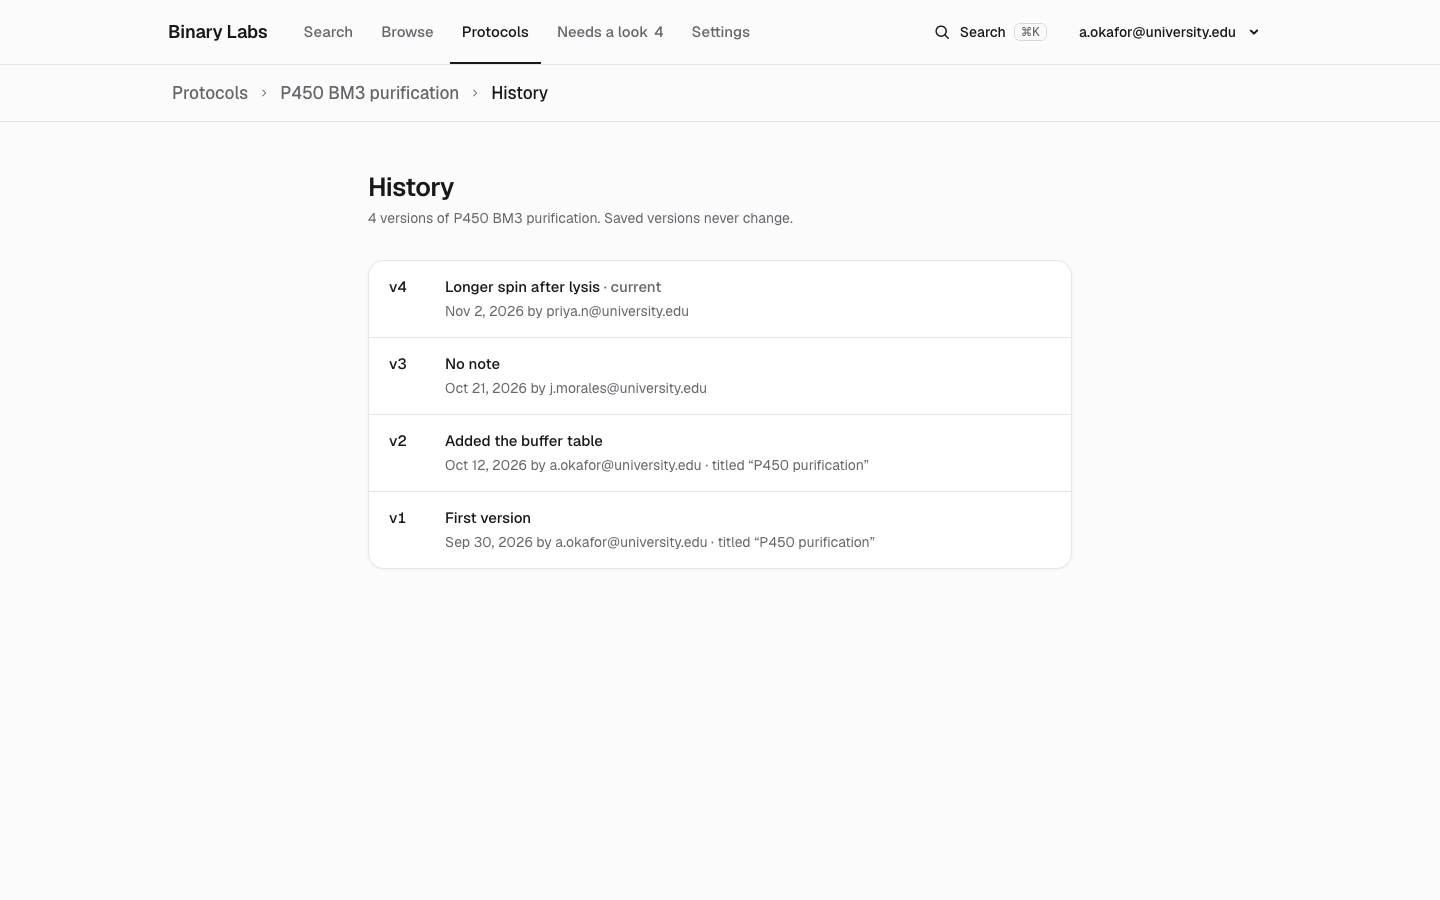 Binary Labs Search Browse Protocols Needs a look 4 Settings Search ⌘K a.okafor@university.edu
Protocols › P450 BM3 purification › History
History
4 versions of P450 BM3 purification. Saved versions never change.
v4 Longer spin after lysis · current
Nov 2, 2026 by priya.n@university.edu
v3 No note
Oct 21, 2026 by j.morales@university.edu
v2 Added the buffer table
Oct 12, 2026 by a.okafor@university.edu · titled “P450 purification”
v1 First version
Sep 30, 2026 by a.okafor@university.edu · titled “P450 purification”